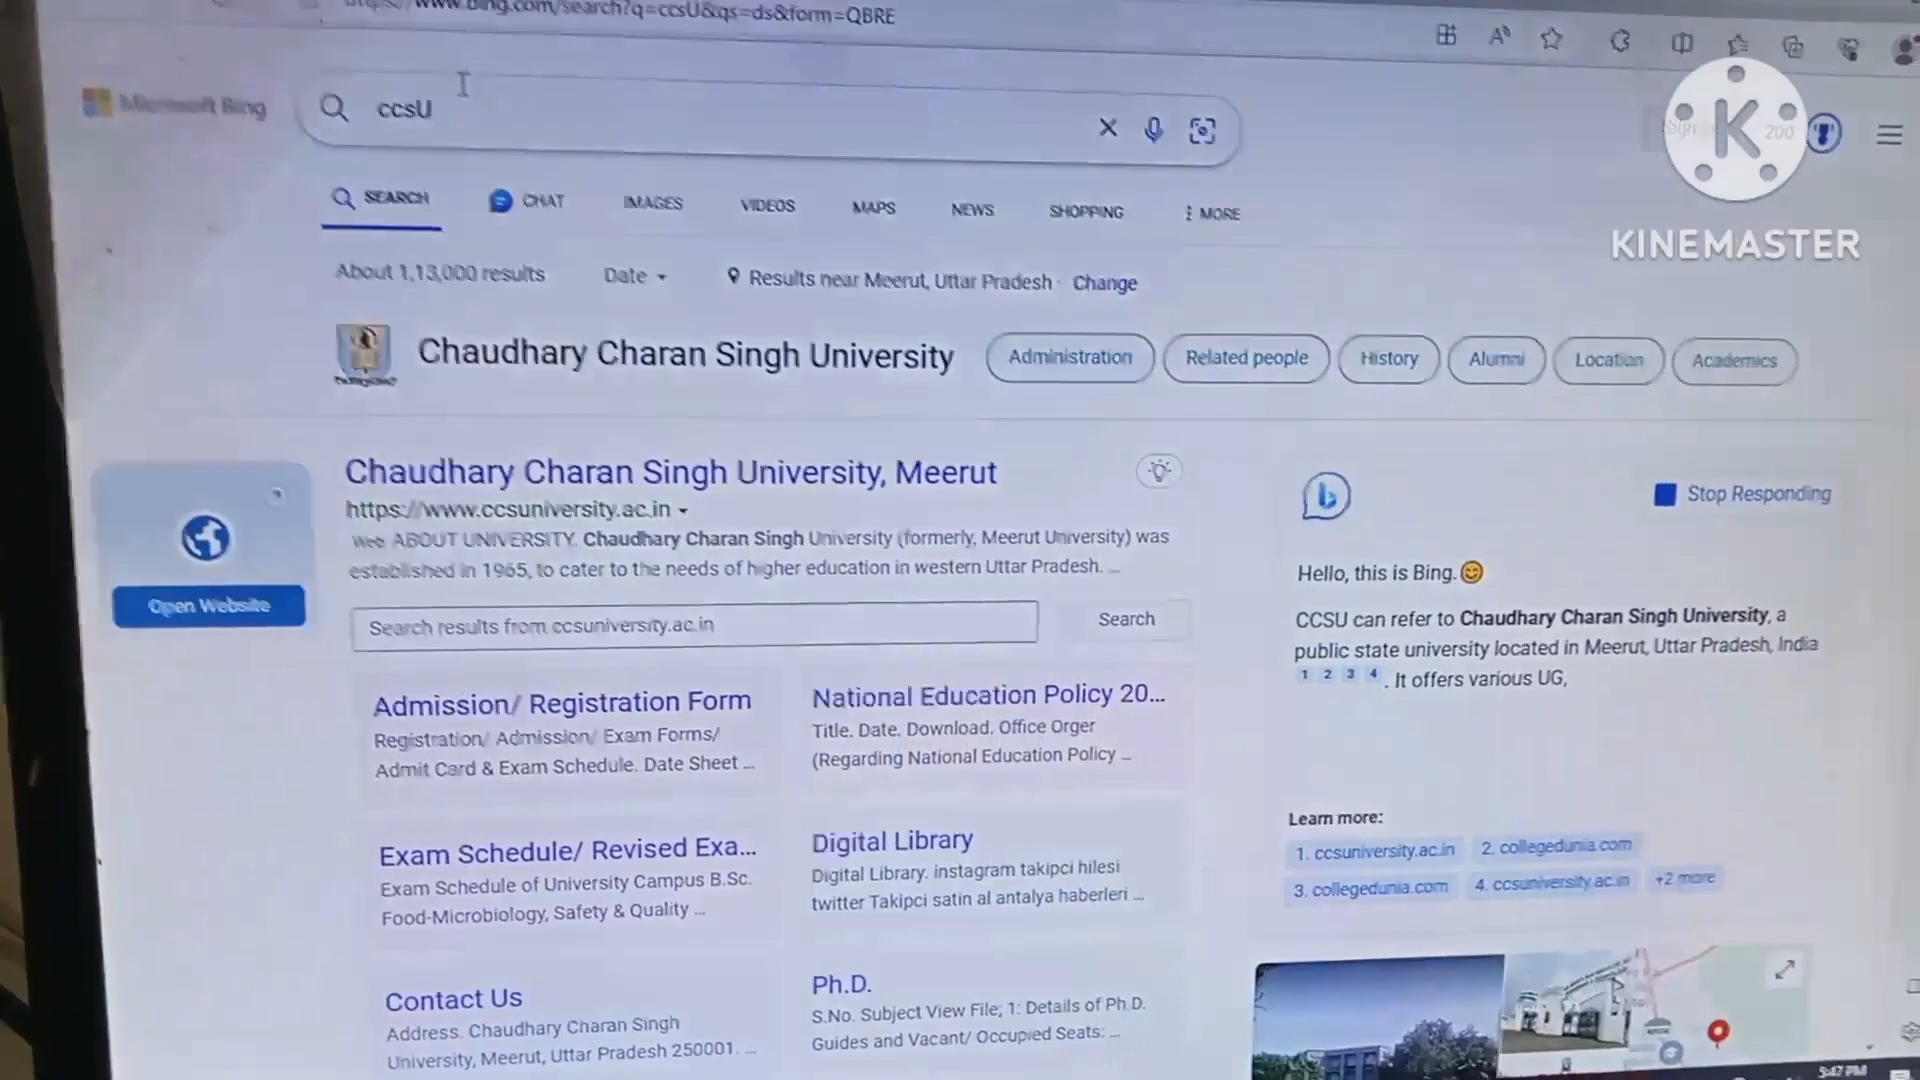 www.bing.com/search?q=ccsU&qs=ds&form=QBRE
Microsoft Bing
ccsU
200
KINEMASTER
SEARCH
CHAT
IMAGES
VIDEOS
MAPS
NEWS
SHOPPING
MORE
About 1,13,000 results
Date
Results near Meerut, Uttar Pradesh · Change
Chaudhary Charan Singh University
Administration
Related people
History
Alumni
Location
Academics
Chaudhary Charan Singh University, Meerut
https://www.ccsuniversity.ac.in
Web ABOUT UNIVERSITY. Chaudhary Charan Singh University (formerly, Meerut University) was
established in 1965, to cater to the needs of higher education in western Uttar Pradesh. ...
Open Website
Search results from ccsuniversity.ac.in
Search
Admission/ Registration Form
Registration/ Admission/ Exam Forms/
Admit Card & Exam Schedule. Date Sheet ...
National Education Policy 20...
Title. Date. Download. Office Orger
(Regarding National Education Policy ...
Exam Schedule/ Revised Exa...
Exam Schedule of University Campus B.Sc.
Food-Microbiology, Safety & Quality ...
Digital Library
Digital Library. instagram takipci hilesi
twitter Takipci satin al antalya haberleri ...
Contact Us
Address. Chaudhary Charan Singh
University, Meerut, Uttar Pradesh 250001. ...
Ph.D.
S.No. Subject View File; 1: Details of Ph.D.
Guides and Vacant/ Occupied Seats: ...
Stop Responding
Hello, this is Bing.😊
CCSU can refer to Chaudhary Charan Singh University, a
public state university located in Meerut, Uttar Pradesh, India
1 2 3 4 . It offers various UG,
Learn more:
1. ccsuniversity.ac.in
2. collegedunia.com
3. collegedunia.com
4. ccsuniversity.ac.in
+2 more
5:47 PM